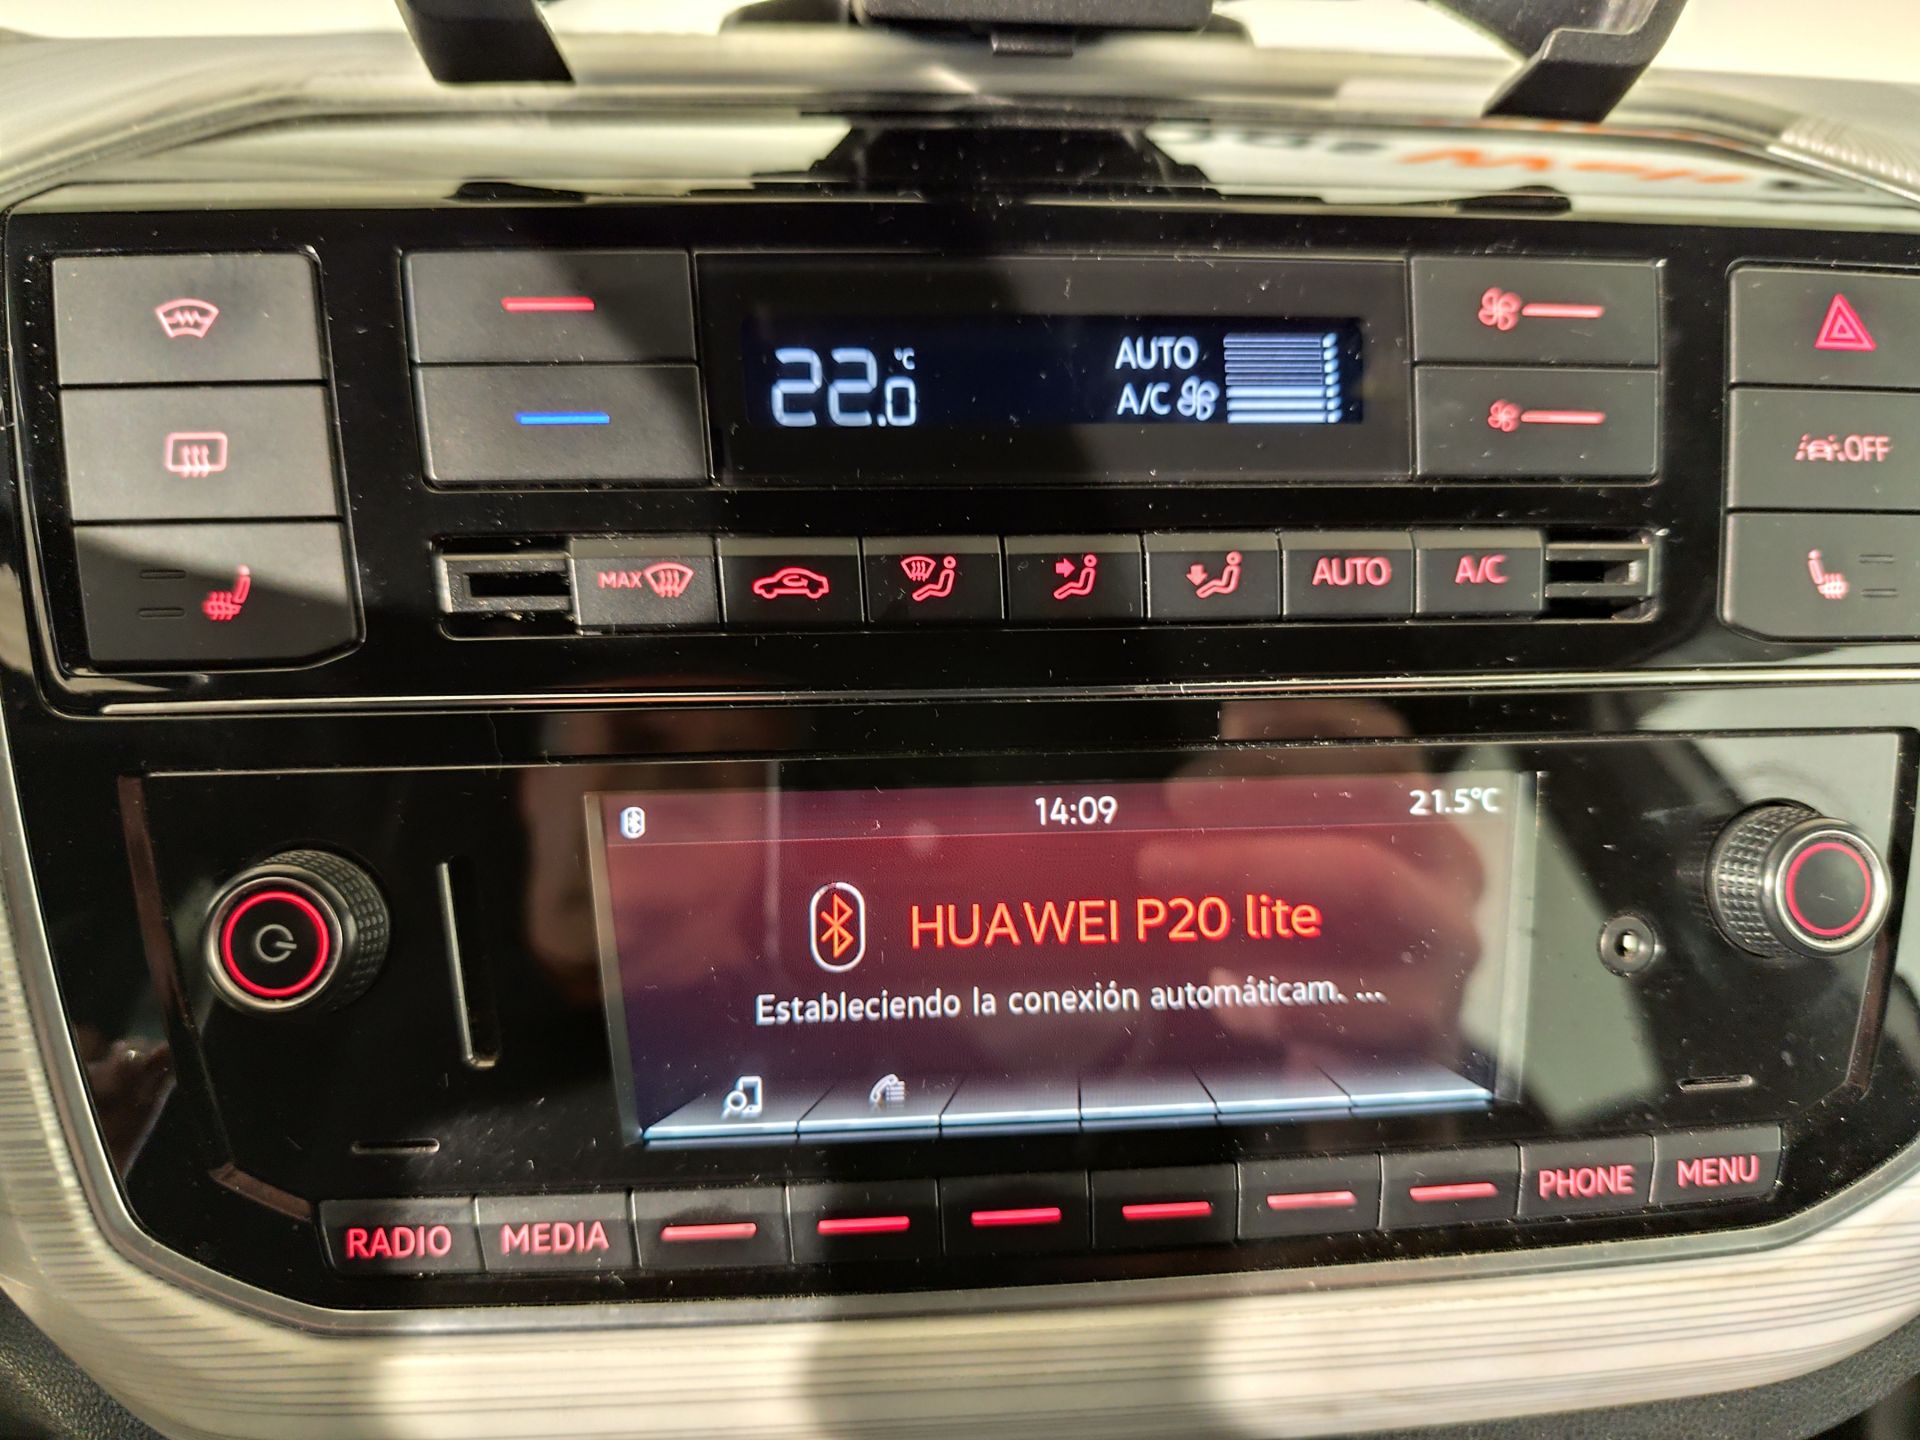 22.0 °C
AUTO
A/C
OFF
MAX
AUTO
A/C
14:09
21.5°C
HUAWEI P20 lite
Estableciendo la conexión automáticam. ...
RADIO
MEDIA
PHONE
MENU